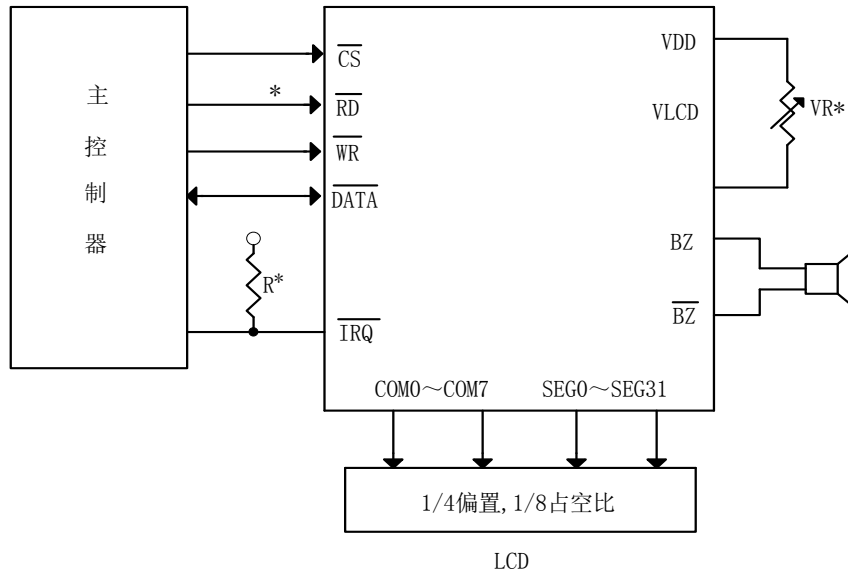 主控制器
CS
*
RD
WR
DATA
R*
IRQ
VDD
VLCD
VR*
BZ
BZ
COM0～COM7
SEG0～SEG31
1/4偏置,1/8占空比
LCD